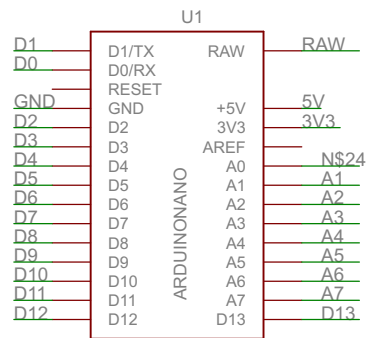 U1
D1 D1/TX RAW RAW
D0 D0/RX
RESET
GND GND +5V 5V
D2 D2 3V3 3V3
D3 D3 AREF
D4 D4 A0 N$24
D5 D5 A1 A1
D6 D6 A2 A2
D7 D7 A3 A3
D8 D8 A4 A4
D9 D9 A5 A5
D10 D10 A6 A6
D11 D11 A7 A7
D12 D12 D13 D13
ARDUINONANO